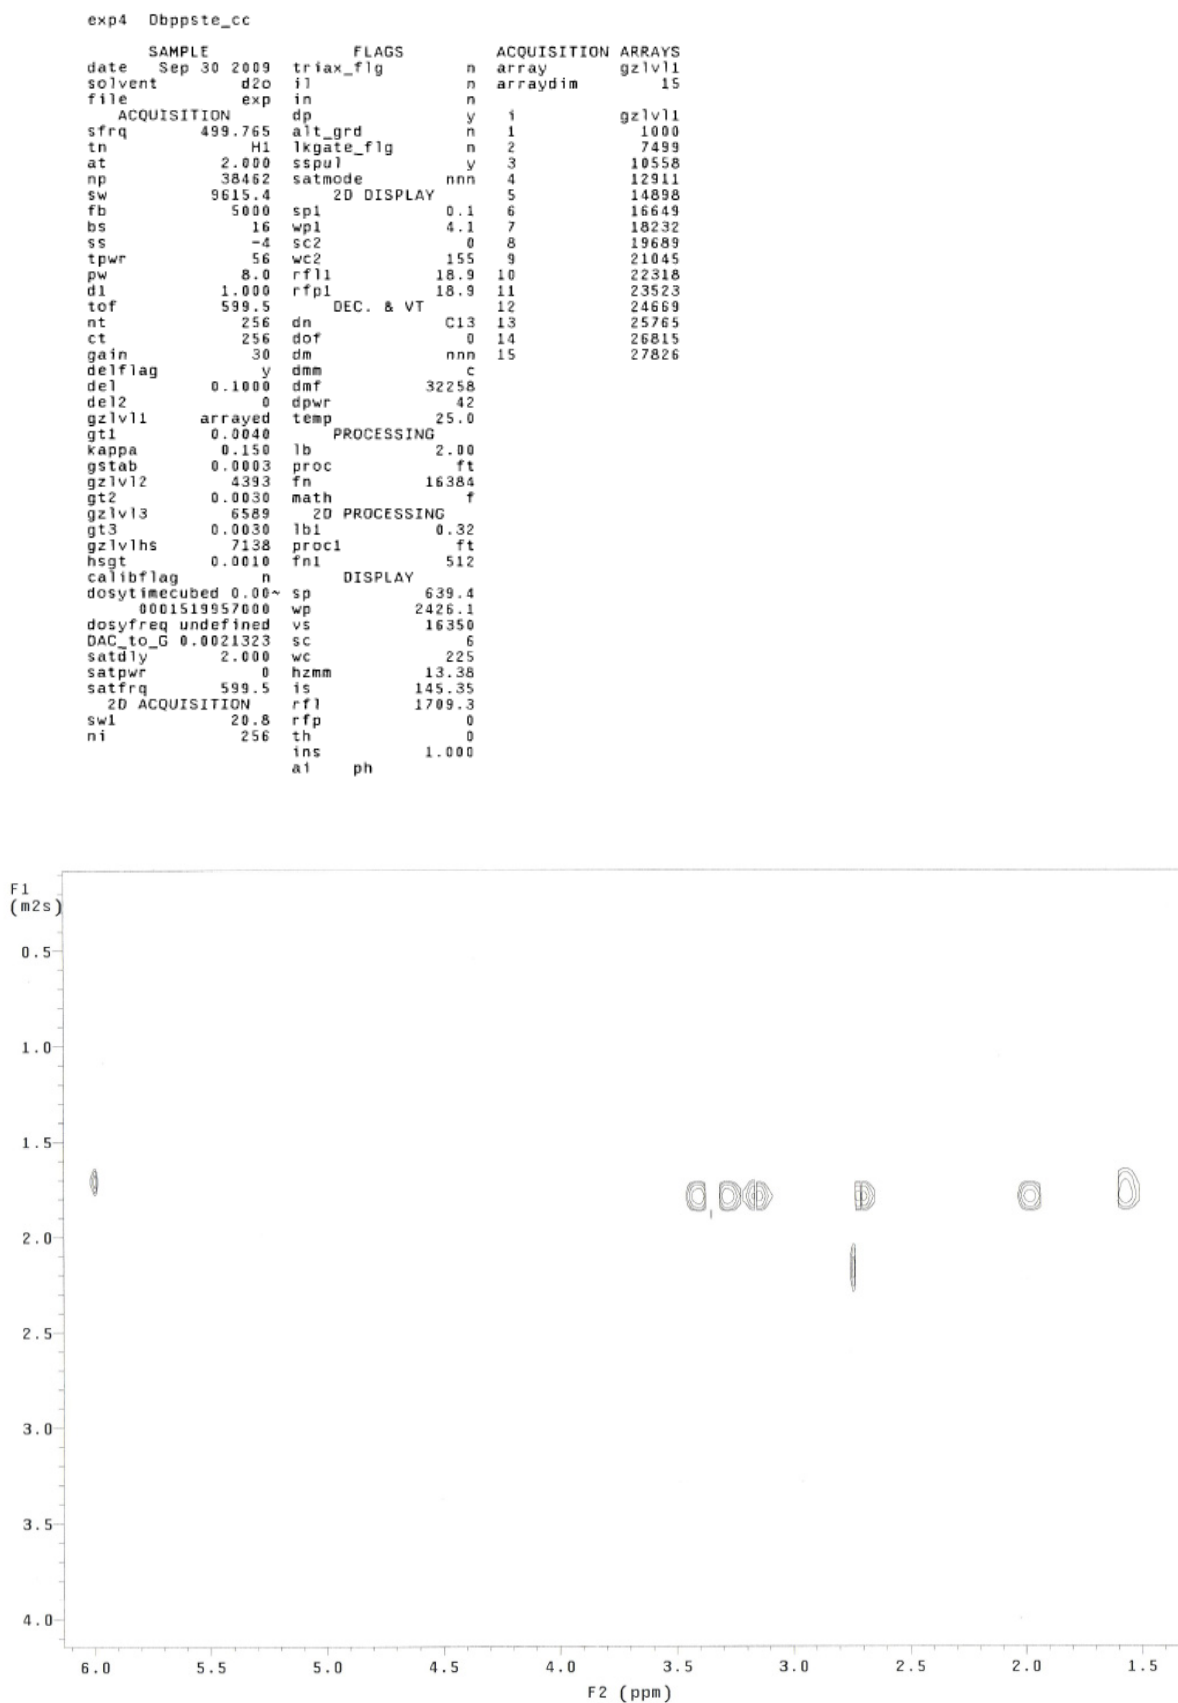 exp4 Dbppste_cc
SAMPLE FLAGS ACQUISITION ARRAYS
date Sep 30 2009 triax_flg n array gzlvl1
solvent d2o il n arraydim 15
file exp in n
ACQUISITION dp y i gzlvl1
sfrq 499.765 alt_grd n 1 1000
tn H1 lkgate_flg n 2 7499
at 2.000 sspul y 3 10558
np 38462 satmode nnn 4 12911
sw 9615.4 2D DISPLAY 5 14898
fb 5000 sp1 0.1 6 16649
bs 16 wp1 4.1 7 18232
ss -4 sc2 0 8 19689
tpwr 56 wc2 155 9 21045
pw 8.0 rfl1 18.9 10 22318
d1 1.000 rfp1 18.9 11 23523
tof 599.5 DEC. & VT 12 24669
nt 256 dn C13 13 25765
ct 256 dof 0 14 26815
gain 30 dm nnn 15 27826
delflag y dmm c
del 0.1000 dmf 32258
del2 0 dpwr 42
gzlvl1 arrayed temp 25.0
gt1 0.0040 PROCESSING
kappa 0.150 lb 2.00
gstab 0.0003 proc ft
gzlvl2 4393 fn 16384
gt2 0.0030 math f
gzlvl3 6589 2D PROCESSING
gt3 0.0030 lb1 0.32
gzlvlhs 7138 proc1 ft
hsgt 0.0010 fn1 512
calibflag n DISPLAY
dosytimecubed 0.00~ sp 639.4
0001519957000 wp 2426.1
dosyfreq undefined vs 16350
DAC_to_G 0.0021323 sc 6
satdly 2.000 wc 225
satpwr 0 hzmm 13.38
satfrq 599.5 is 145.35
2D ACQUISITION rfl 1709.3
sw1 20.8 rfp 0
ni 256 th 0
ins 1.000
ai ph
F1
(m2s)
0.5
1.0
1.5
2.0
2.5
3.0
3.5
4.0
6.0 5.5 5.0 4.5 4.0 3.5 3.0 2.5 2.0 1.5
F2 (ppm)